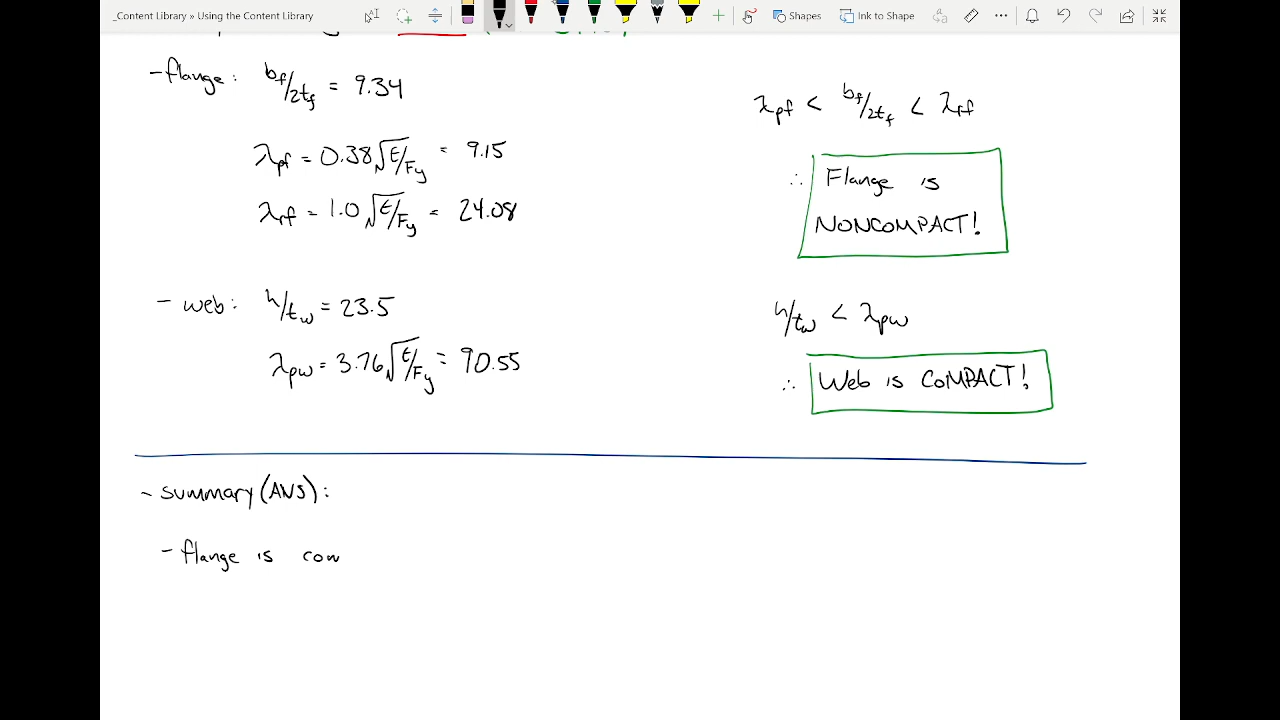 _Content Library » Using the Content Library
Shapes
Ink to Shape
- flange: bf/2tf = 9.34
λpf = 0.38√E/Fy = 9.15
λrf = 1.0√E/Fy = 24.08
λpf < bf/2tf < λrf
∴ Flange is
NONCOMPACT!
- web: h/tw = 23.5
λpw = 3.76√E/Fy = 90.55
h/tw < λpw
∴ Web is COMPACT!
- summary (ANS):
- flange is com